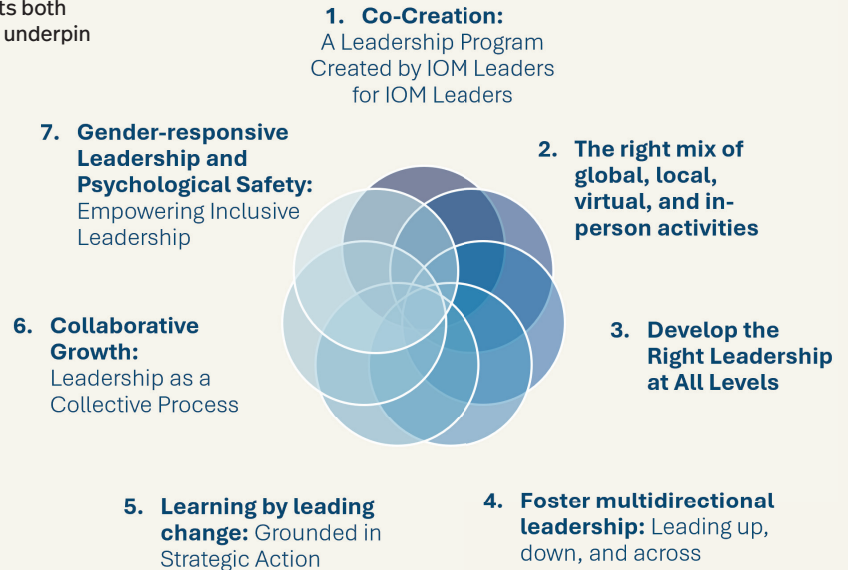 ts both
underpin
1. Co-Creation:
A Leadership Program
Created by IOM Leaders
for IOM Leaders
2. The right mix of
global, local,
virtual, and in-
person activities
3. Develop the
Right Leadership
at All Levels
4. Foster multidirectional
leadership: Leading up,
down, and across
5. Learning by leading
change: Grounded in
Strategic Action
6. Collaborative
Growth:
Leadership as a
Collective Process
7. Gender-responsive
Leadership and
Psychological Safety:
Empowering Inclusive
Leadership